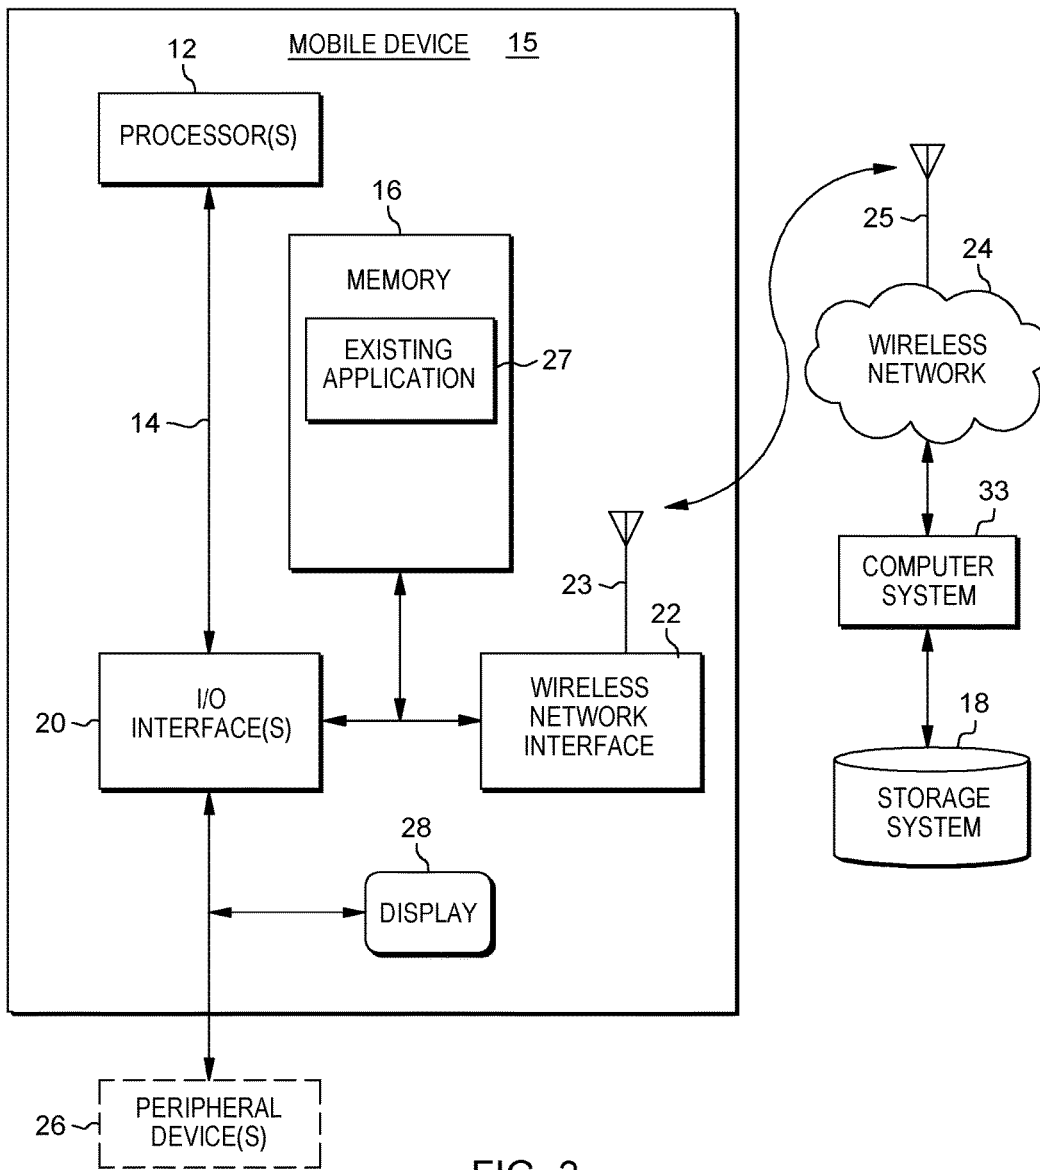 MOBILE DEVICE 15
12
PROCESSOR(S)
16
MEMORY
EXISTING
APPLICATION
27
14
25
24
WIRELESS
NETWORK
33
COMPUTER
SYSTEM
23
22
I/O
INTERFACE(S)
20
WIRELESS
NETWORK
INTERFACE
18
STORAGE
SYSTEM
28
DISPLAY
PERIPHERAL
DEVICE(S)
26